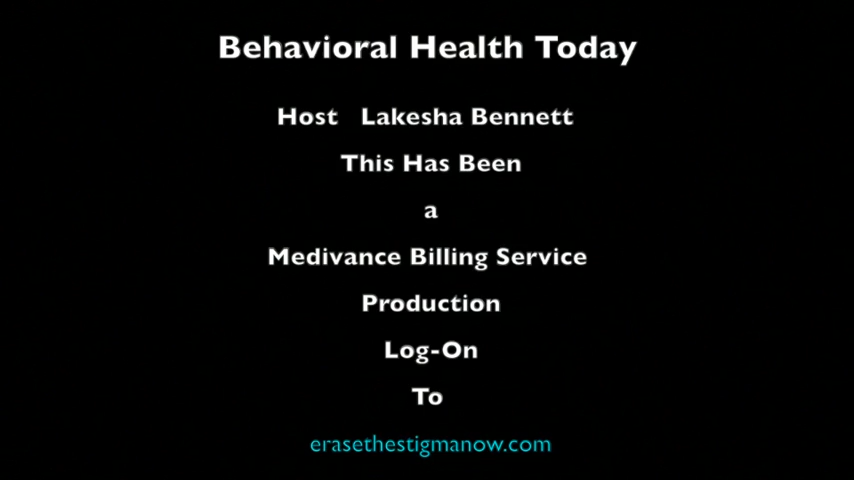 Behavioral Health Today
Host Lakesha Bennett
This Has Been
a
Medivance Billing Service
Production
Log-On
To
erasethestigmanow.com